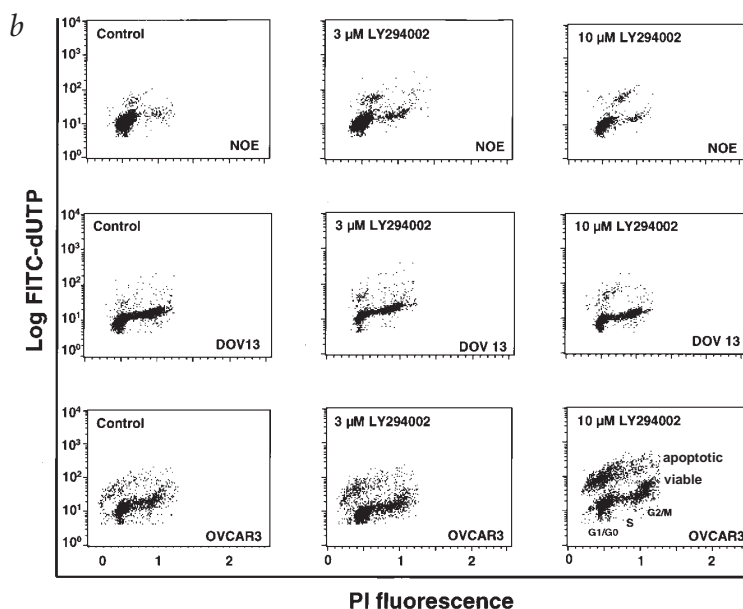 b
Log FITC-dUTP
Control
3 µM LY294002
10 µM LY294002
10⁴
10³
10²
10¹
10⁰
NOE
NOE
NOE
Control
3 µM LY294002
10 µM LY294002
10⁴
10³
10²
10¹
10⁰
DOV13
DOV 13
DOV 13
Control
3 µM LY294002
10 µM LY294002
10⁴
10³
10²
10¹
10⁰
apoptotic
viable
G2/M
S
G1/G0
OVCAR3
OVCAR3
OVCAR3
0 1 2
0 1 2
0 1 2
PI fluorescence